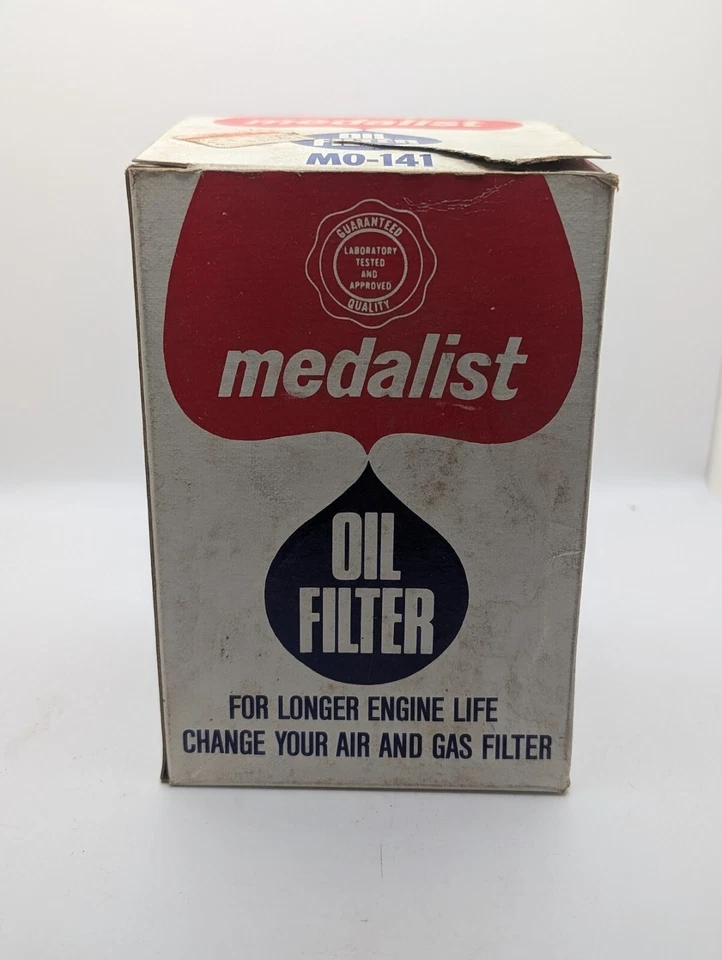 medalist
OIL
FILTER
MO-141
GUARANTEED
LABORATORY
TESTED
AND
APPROVED
QUALITY
medalist
OIL
FILTER
FOR LONGER ENGINE LIFE
CHANGE YOUR AIR AND GAS FILTER